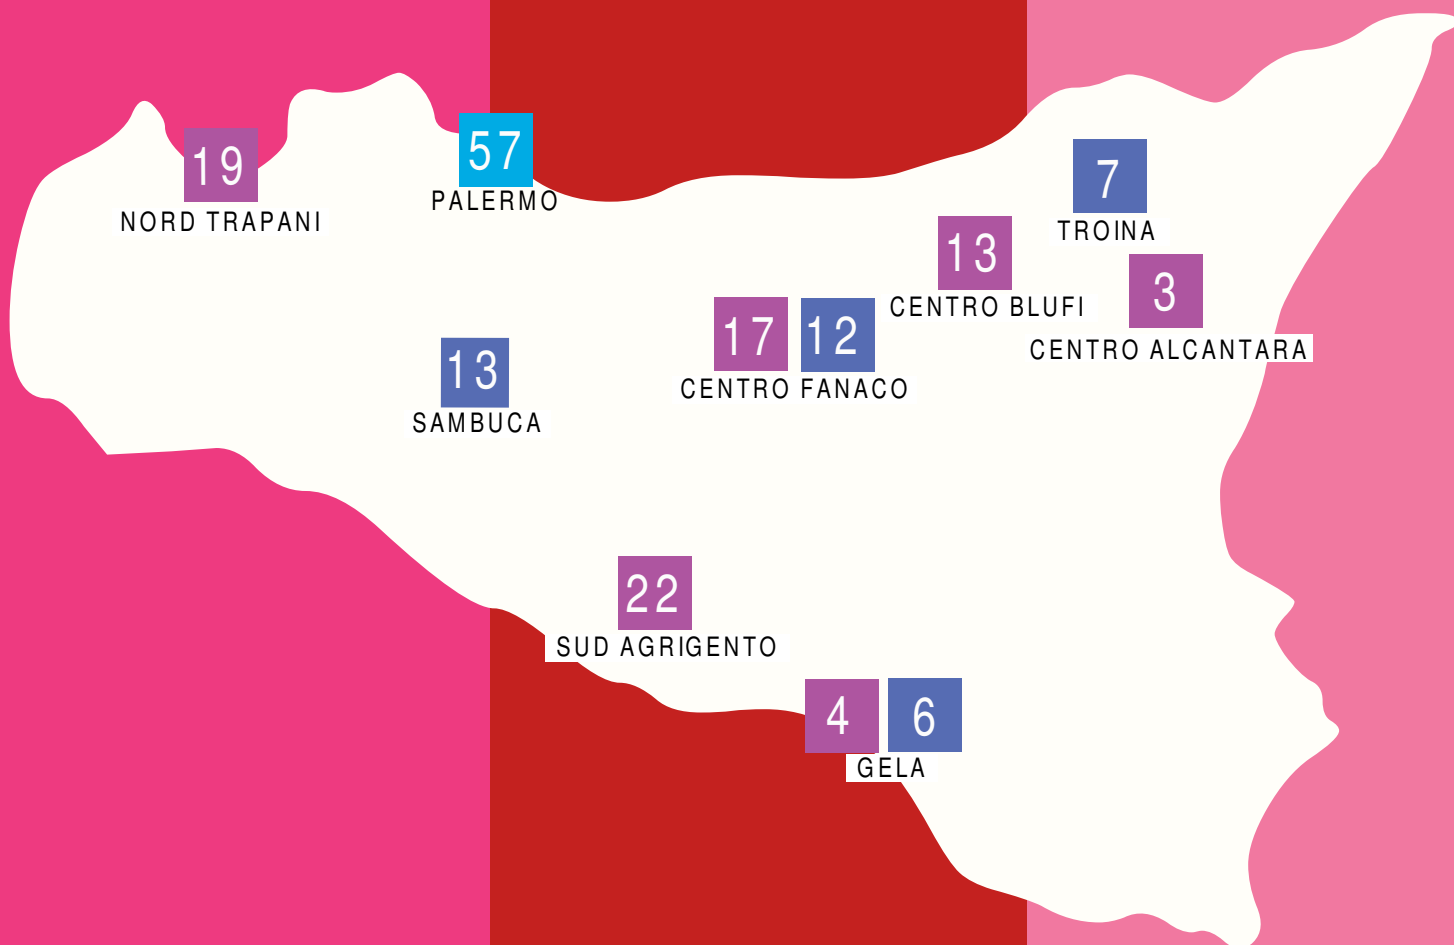 19
NORD TRAPANI
57
PALERMO
7
TROINA
13
CENTRO BLUFI
3
CENTRO ALCANTARA
17 12
CENTRO FANACO
13
SAMBUCA
22
SUD AGRIGENTO
4 6
GELA